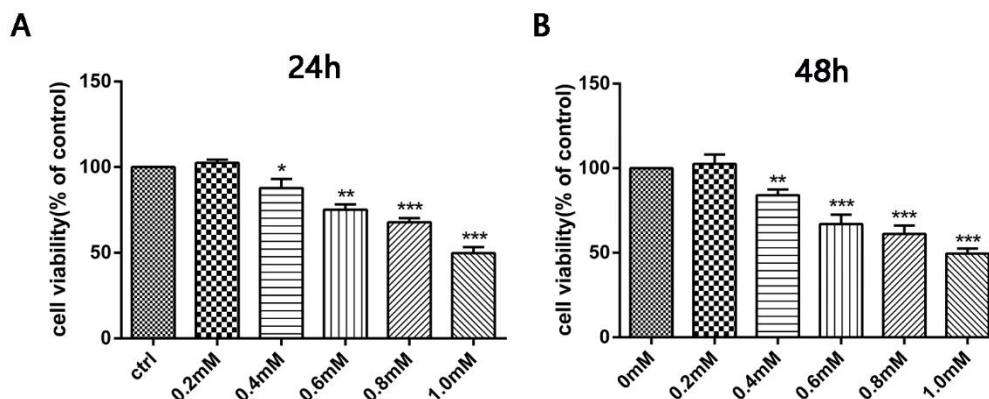 A
24h
cell viability(% of control)
150
100
50
0
*
**
***
***
ctrl
0.2mM
0.4mM
0.6mM
0.8mM
1.0mM
B
48h
cell viability(% of control)
150
100
50
0
**
***
***
***
0mM
0.2mM
0.4mM
0.6mM
0.8mM
1.0mM